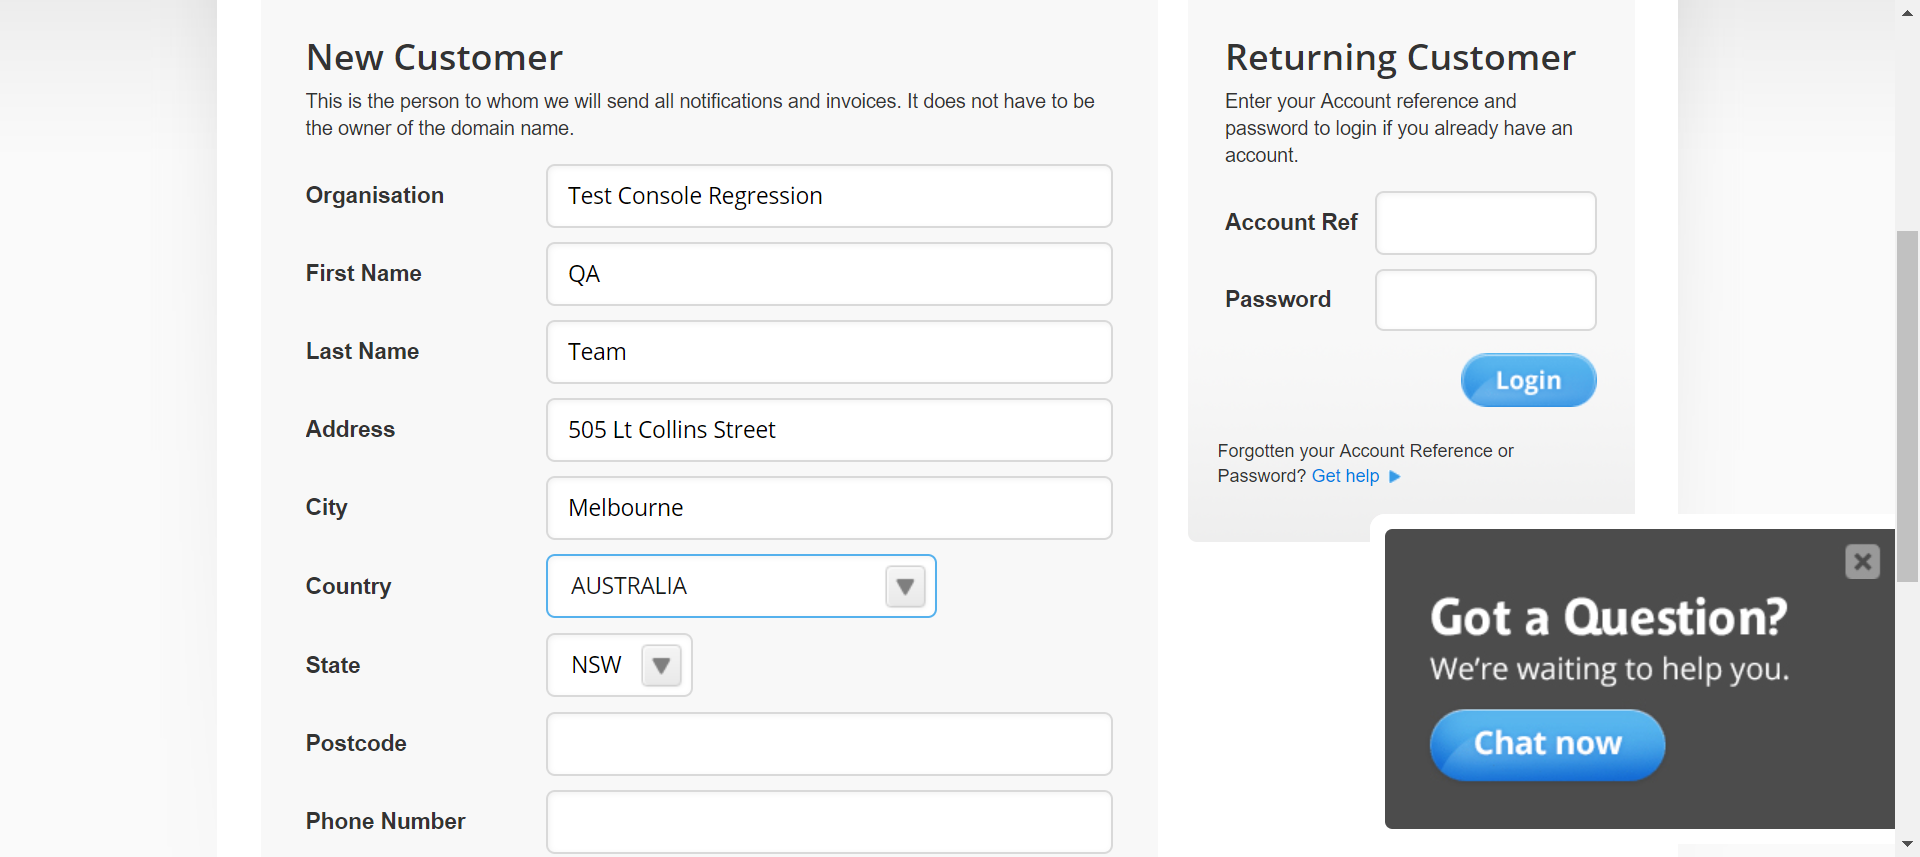 New Customer
This is the person to whom we will send all notifications and invoices. It does not have to be
the owner of the domain name.
Organisation
Test Console Regression
First Name
QA
Last Name
Team
Address
505 Lt Collins Street
City
Melbourne
Country
AUSTRALIA
State
NSW
Postcode
Phone Number
Returning Customer
Enter your Account reference and
password to login if you already have an
account.
Account Ref
Password
Login
Forgotten your Account Reference or
Password? Get help
Got a Question?
We're waiting to help you.
Chat now